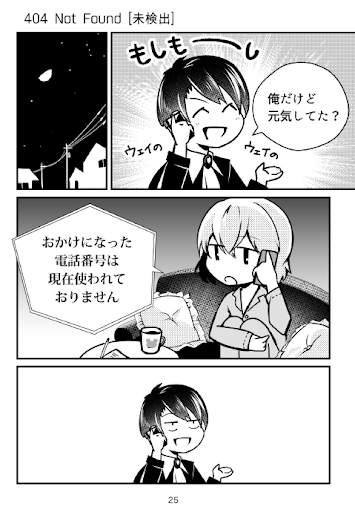 404 Not Found [未検出]
もしもーーし
俺だけど
元気してた？
ウェイの
ウェイの
おかけになった
電話番号は
現在使われて
おりません
25